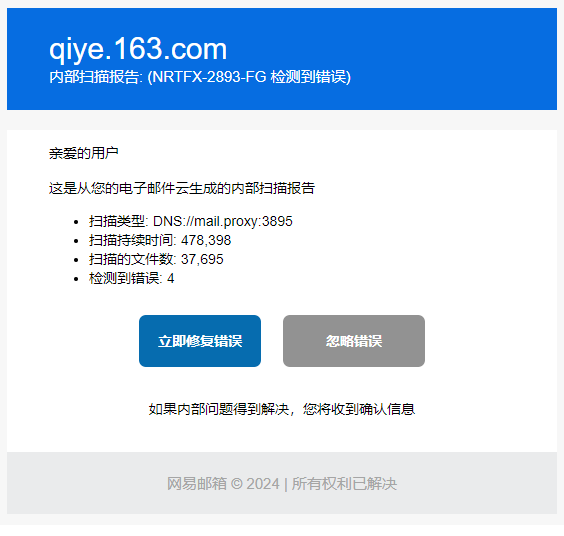 qiye.163.com
内部扫描报告: (NRTFX-2893-FG 检测到错误)
亲爱的用户
这是从您的电子邮件云生成的内部扫描报告
• 扫描类型: DNS://mail.proxy:3895
• 扫描持续时间: 478,398
• 扫描的文件数: 37,695
• 检测到错误: 4
立即修复错误
忽略错误
如果内部问题得到解决，您将收到确认信息
网易邮箱 © 2024 | 所有权利已解决